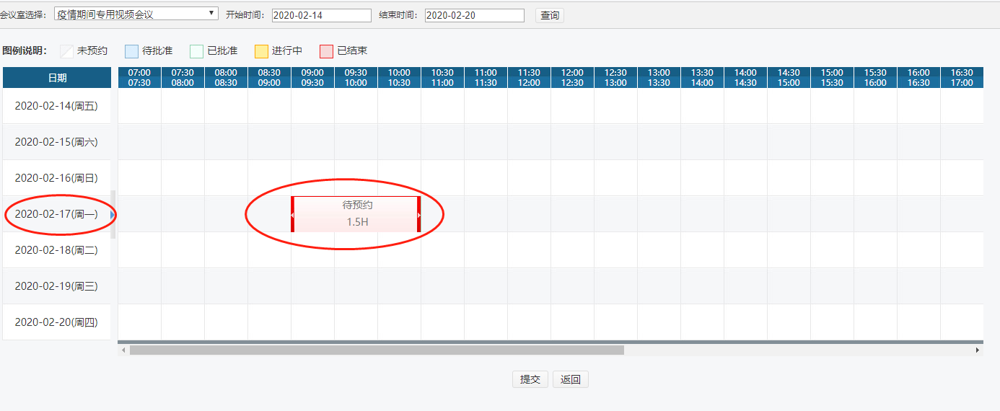 会议室选择: 疫情期间专用视频会议 开始时间: 2020-02-14 结束时间: 2020-02-20 查询
图例说明: 未预约 待批准 已批准 进行中 已结束
日期 07:00 07:30 08:00 08:30 09:00 09:30 10:00 10:30 11:00 11:30 12:00 12:30 13:00 13:30 14:00 14:30 15:00 15:30 16:00 16:30
07:30 08:00 08:30 09:00 09:30 10:00 10:30 11:00 11:30 12:00 12:30 13:00 13:30 14:00 14:30 15:00 15:30 16:00 16:30 17:00
2020-02-14(周五)
2020-02-15(周六)
2020-02-16(周日)
2020-02-17(周一)
待预约
1.5H
2020-02-18(周二)
2020-02-19(周三)
2020-02-20(周四)
提交 返回